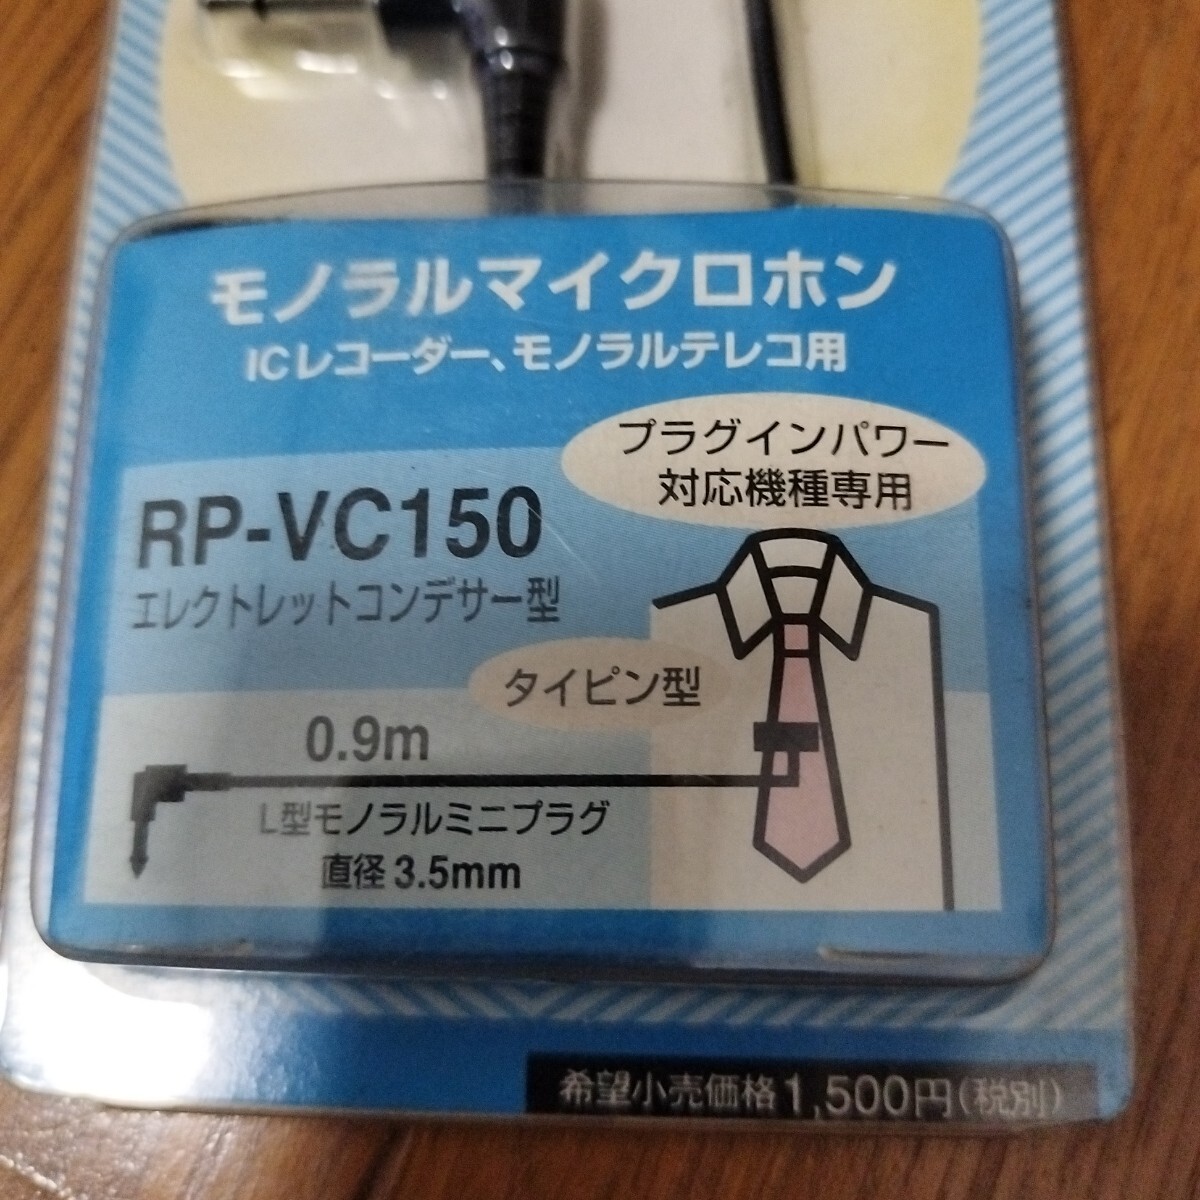 モノラルマイクロホン
ICレコーダー、モノラルテレコ用
プラグインパワー
対応機種専用
RP-VC150
エレクトレットコンデサー型
タイピン型
0.9m
L型モノラルミニプラグ
直径3.5mm
希望小売価格1,500円(税別)